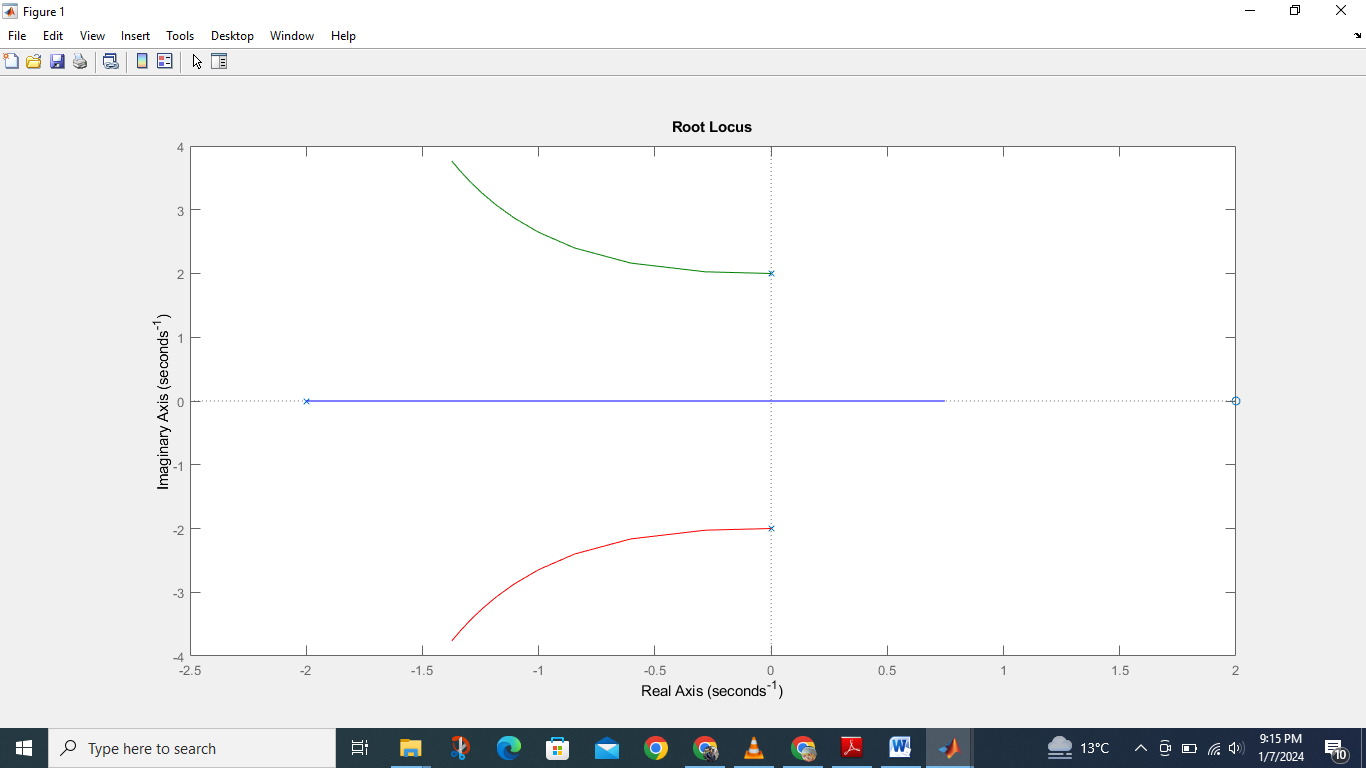 Figure 1
File Edit View Insert Tools Desktop Window Help
Root Locus
4
3
2
1
0
-1
-2
-3
-4
Imaginary Axis (seconds-1)
-2.5 -2 -1.5 -1 -0.5 0 0.5 1 1.5 2
Real Axis (seconds-1)
Type here to search
13°C
9:15 PM
1/7/2024
10